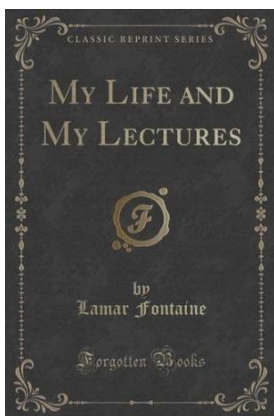 CLASSIC REPRINT SERIES
MY LIFE AND
MY LECTURES
F
by
Lamar Fontaine
Forgotten Books